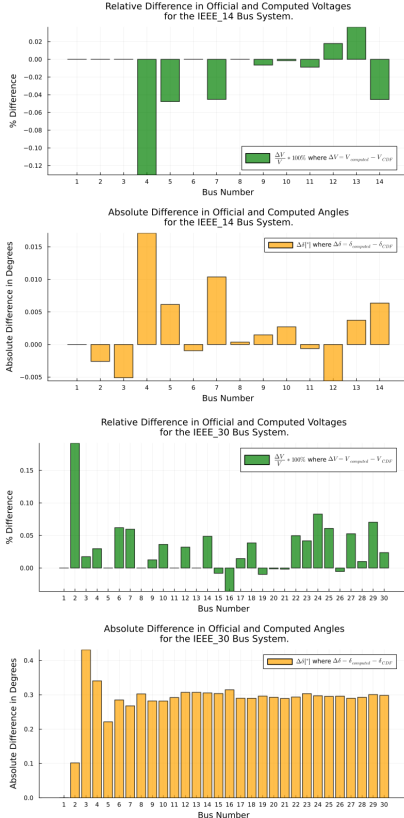 Relative Difference in Official and Computed Voltages
for the IEEE_14 Bus System.
% Difference
0.02
0.00
−0.02
−0.04
−0.06
−0.08
−0.10
−0.12
ΔV/V * 100% where ΔV − V_computed − V_CDF
1 2 3 4 5 6 7 8 9 10 11 12 13 14
Bus Number
Absolute Difference in Official and Computed Angles
for the IEEE_14 Bus System.
Absolute Difference in Degrees
0.015
0.010
0.005
0.000
−0.005
Δδ[°] where Δδ − δ_computed − δ_CDF
1 2 3 4 5 6 7 8 9 10 11 12 13 14
Bus Number
Relative Difference in Official and Computed Voltages
for the IEEE_30 Bus System.
% Difference
0.15
0.10
0.05
0.00
ΔV/V * 100% where ΔV − V_computed − V_CDF
1 2 3 4 5 6 7 8 9 10 11 12 13 14 15 16 17 18 19 20 21 22 23 24 25 26 27 28 29 30
Bus Number
Absolute Difference in Official and Computed Angles
for the IEEE_30 Bus System.
Absolute Difference in Degrees
0.4
0.3
0.2
0.1
0.0
Δδ[°] where Δδ − δ_computed − δ_CDF
1 2 3 4 5 6 7 8 9 10 11 12 13 14 15 16 17 18 19 20 21 22 23 24 25 26 27 28 29 30
Bus Number